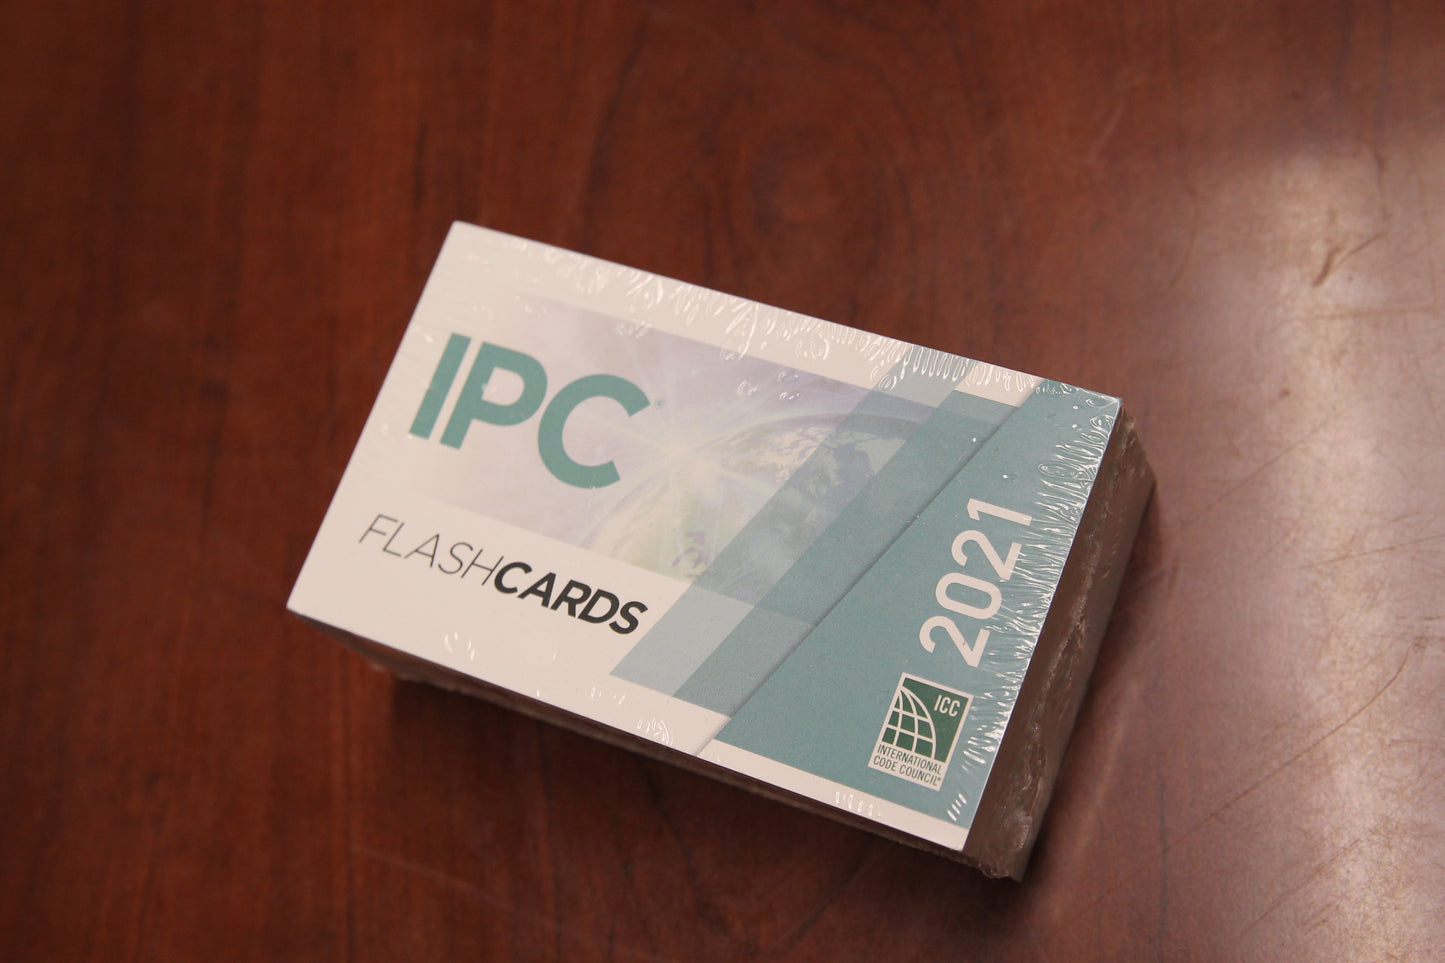 IPC®
FLASHCARDS
2021
ICC
INTERNATIONAL
CODE COUNCIL®